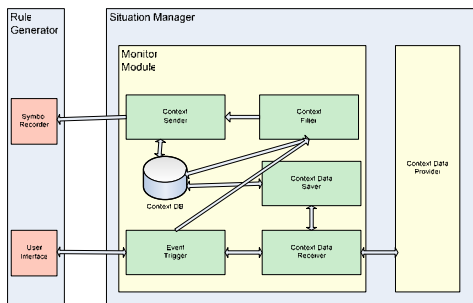 Rule
Generator
Situation Manager
Monitor
Module
Symbo
Recorder
Context
Sender
Context
Filter
Context DB
Context Data
Saver
Context Data
Provider
User
Interface
Event
Trigger
Context Data
Receiver